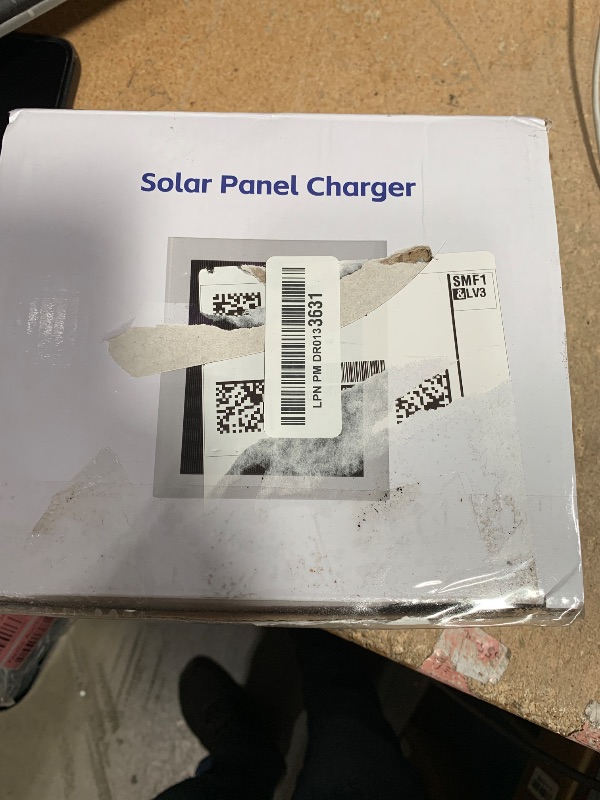 Solar Panel Charger
SMF1
&LV3
LPN PM DR0133631